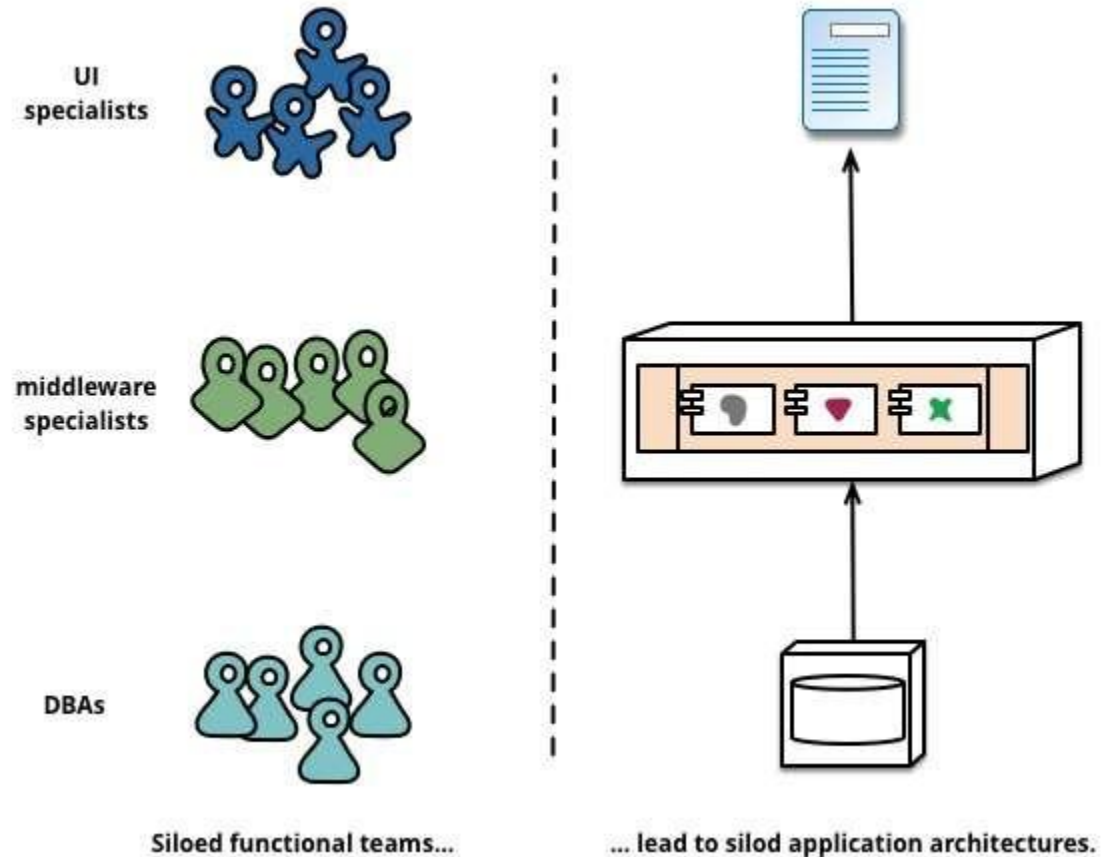 UI
specialists
middleware
specialists
DBAs
Siloed functional teams...
... lead to silod application architectures.